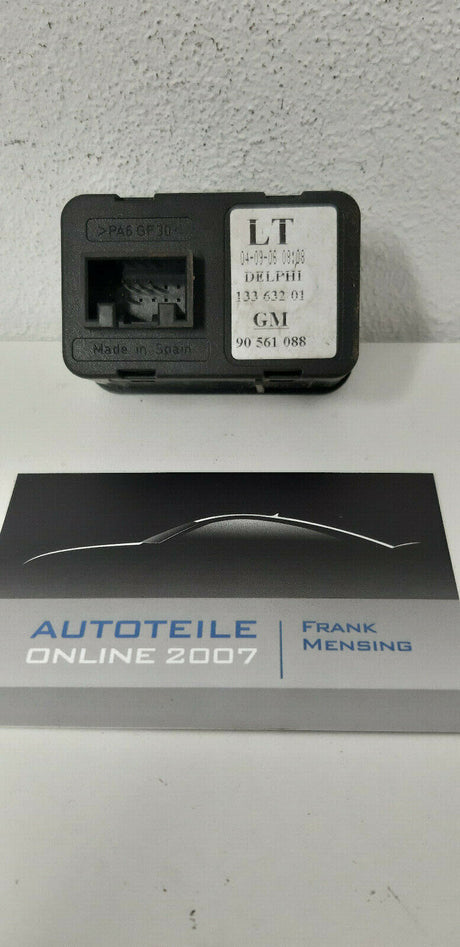 >PA6 GF30<
Made in Spain
LT
04-09-06 08:08
DELPHI
133 632 01
GM
90 561 088
AUTOTEILE
ONLINE 2007
FRANK
MENSING